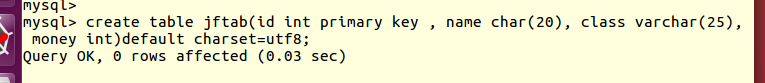 mysql>
mysql> create table jftab(id int primary key , name char(20), class varchar(25),
 money int)default charset=utf8;
Query OK, 0 rows affected (0.03 sec)